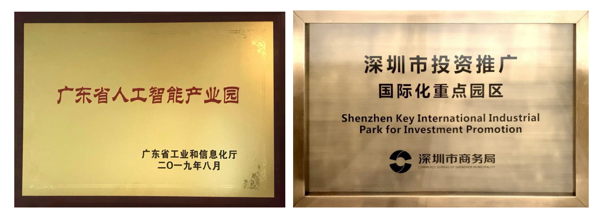 广东省人工智能产业园
广东省工业和信息化厅
二〇一九年八月
深圳市投资推广
国际化重点园区
Shenzhen Key International Industrial
Park for Investment Promotion
深圳市商务局